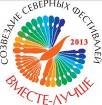 СОЗВЕЗДИЕ СЕВЕРНЫХ ФЕСТИВАЛЕЙ
2013
ВМЕСТЕ-ЛУЧШЕ